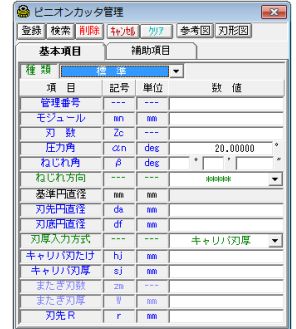 ピニオンカッタ管理
登録 検索 削除 ｷｬﾝｾﾙ クリア 参考図 刃形図
基本項目 補助項目
種 類 標 準
項 目 記号 単位 数 値
管理番号 --- ---
モジュール mn mm
刃 数 Zc ---
圧力角 αn deg 20.00000 °
ねじれ角 β deg ° ' "
ねじれ方向 --- --- *****
基準円直径 mm mm
刃先円直径 da mm
刃底円直径 df mm
刃厚入力方式 --- --- キャリパ刃厚
キャリパ刃たけ hj mm
キャリパ刃厚 sj mm
またぎ刃数 zm ---
またぎ刃厚 W mm
刃先Ｒ r mm